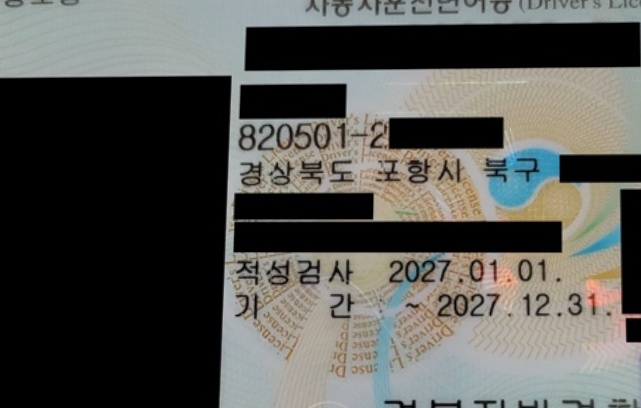 자동차운전면허증 (Driver's Lice
820501-2
경상북도 포항시 북구
적성검사 2027.01.01.
기 간 ~ 2027.12.31.